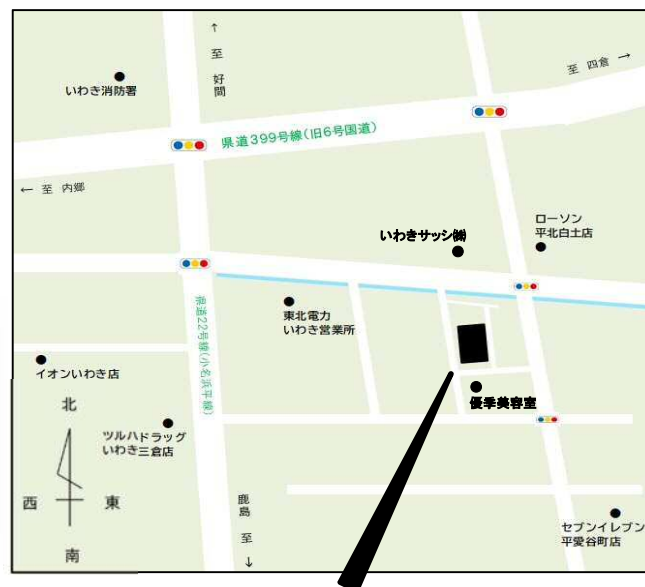 ↑ 至 好間
いわき消防署
至 四倉 →
県道399号線(旧6号国道)
← 至 内郷
ローソン
平北白土店
いわきサッシ㈱
東北電力
いわき営業所
県道22号線(小名浜平線)
イオンいわき店
優季美容室
北
ツルハドラッグ
いわき三倉店
西 東
南
鹿島 至 ↓
セブンイレブン
平愛谷町店